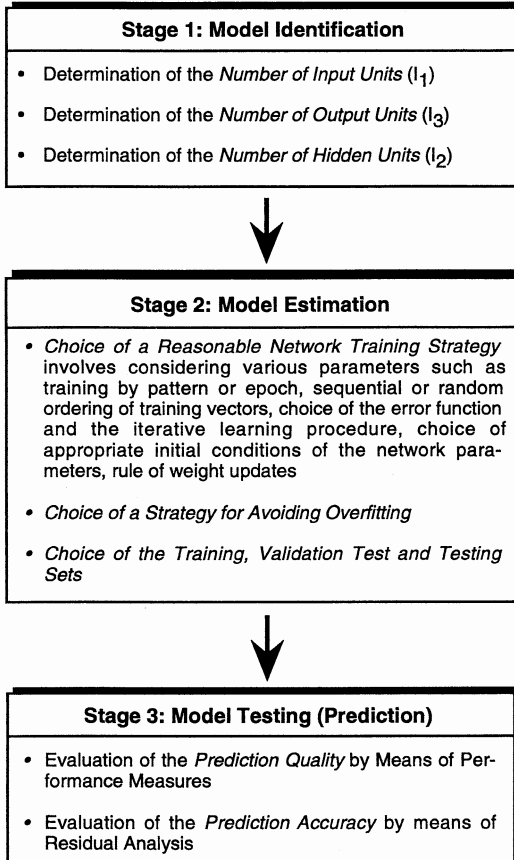 Stage 1: Model Identification
• Determination of the Number of Input Units (I1)
• Determination of the Number of Output Units (I3)
• Determination of the Number of Hidden Units (I2)
Stage 2: Model Estimation
• Choice of a Reasonable Network Training Strategy
involves considering various parameters such as
training by pattern or epoch, sequential or random
ordering of training vectors, choice of the error function
and the iterative learning procedure, choice of
appropriate initial conditions of the network para-
meters, rule of weight updates
• Choice of a Strategy for Avoiding Overfitting
• Choice of the Training, Validation Test and Testing
Sets
Stage 3: Model Testing (Prediction)
• Evaluation of the Prediction Quality by Means of Per-
formance Measures
• Evaluation of the Prediction Accuracy by means of
Residual Analysis